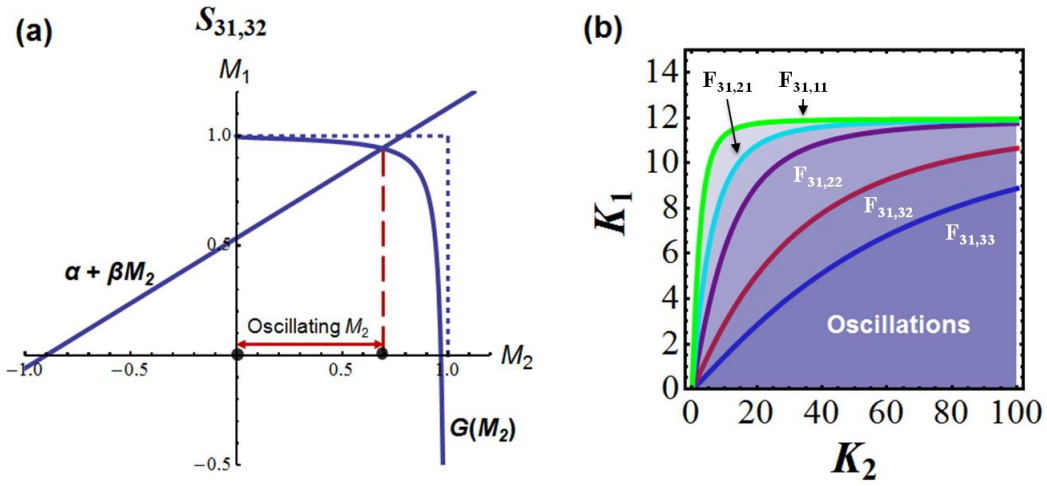 (a)
S31,32
M1
1.0
0.5
α + βM2
Oscillating M2
−1.0
−0.5
0.5
1.0
M2
G(M2)
−0.5
(b)
14
12
10
8
6
4
2
0
K1
F31,21
F31,11
F31,22
F31,32
F31,33
Oscillations
0 20 40 60 80 100
K2